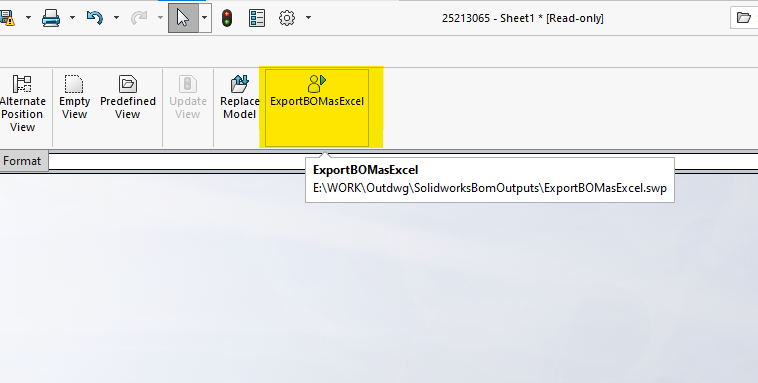 25213065 - Sheet1 * [Read-only]
Alternate
Position
View
Empty
View
Predefined
View
Update
View
Replace
Model
ExportBOMasExcel
Format
ExportBOMasExcel
E:\WORK\Outdwg\SolidworksBomOutputs\ExportBOMasExcel.swp